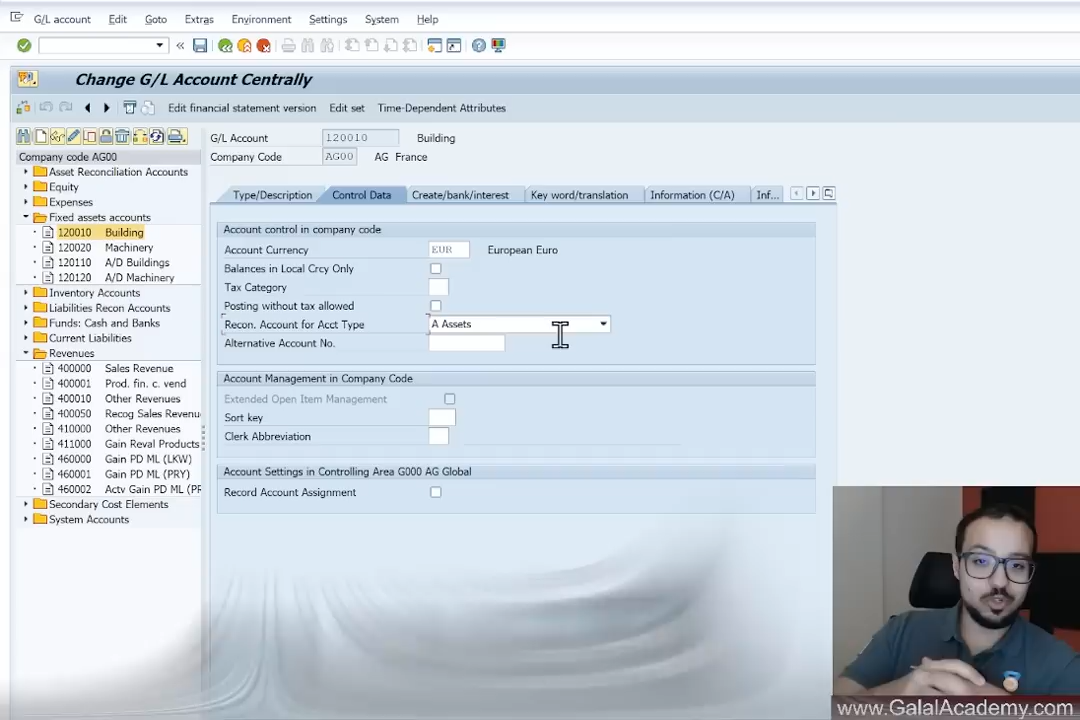 G/L account Edit Goto Extras Environment Settings System Help
Change G/L Account Centrally
Edit financial statement version Edit set Time-Dependent Attributes
G/L Account 120010 Building
Company Code AG00 AG France
Company code AG00
Asset Reconciliation Accounts
Equity
Expenses
Fixed assets accounts
120010 Building
120020 Machinery
120110 A/D Buildings
120120 A/D Machinery
Inventory Accounts
Liabilities Recon Accounts
Funds: Cash and Banks
Current Liabilities
Revenues
400000 Sales Revenue
400001 Prod. fin. c. vend
400010 Other Revenues
400050 Recog Sales Revenu
410000 Other Revenues
411000 Gain Reval Products
460000 Gain PD ML (LKW)
460001 Gain PD ML (PRY)
460002 Actv Gain PD ML (PR
Secondary Cost Elements
System Accounts
Type/Description Control Data Create/bank/interest Key word/translation Information (C/A) Inf...
Account control in company code
Account Currency EUR European Euro
Balances in Local Crcy Only
Tax Category
Posting without tax allowed
Recon. Account for Acct Type A Assets
Alternative Account No.
Account Management in Company Code
Extended Open Item Management
Sort key
Clerk Abbreviation
Account Settings in Controlling Area G000 AG Global
Record Account Assignment
www.GalalAcademy.com